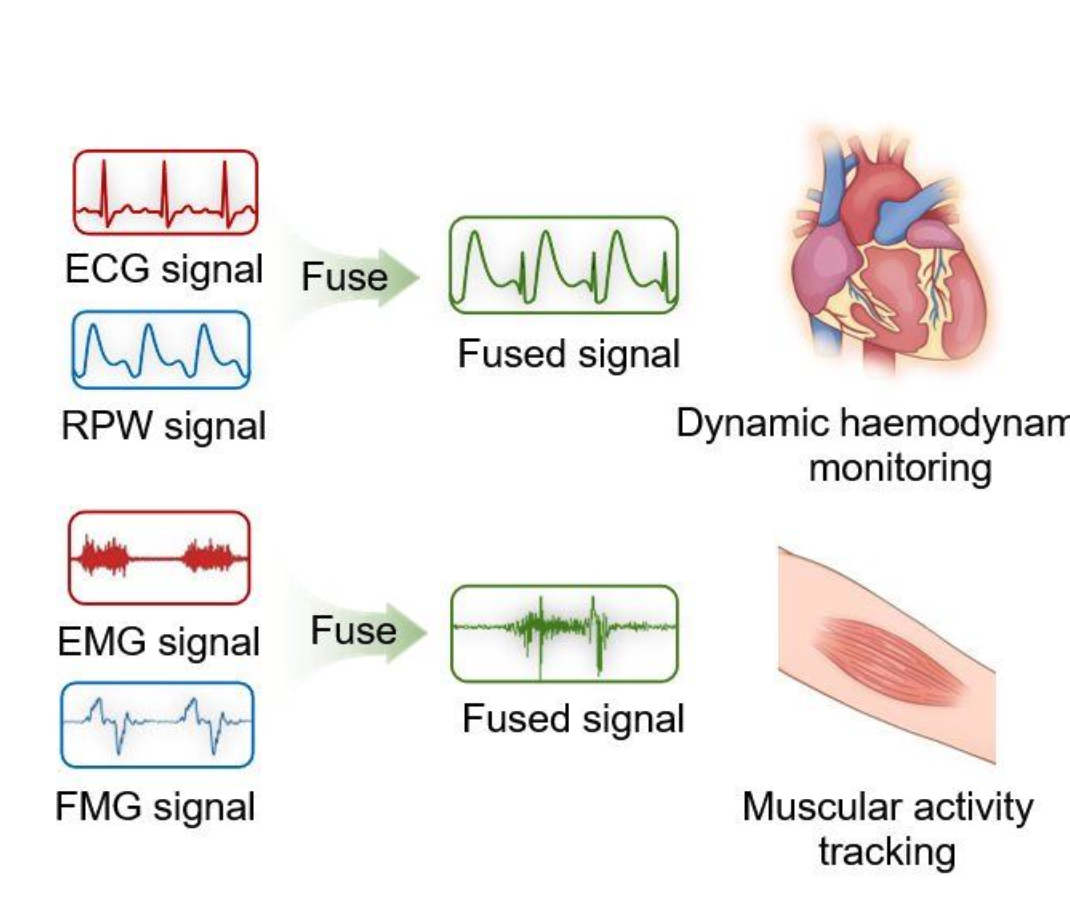 ECG signal
Fuse
RPW signal
Fused signal
Dynamic haemodynam
monitoring
EMG signal
Fuse
FMG signal
Fused signal
Muscular activity
tracking